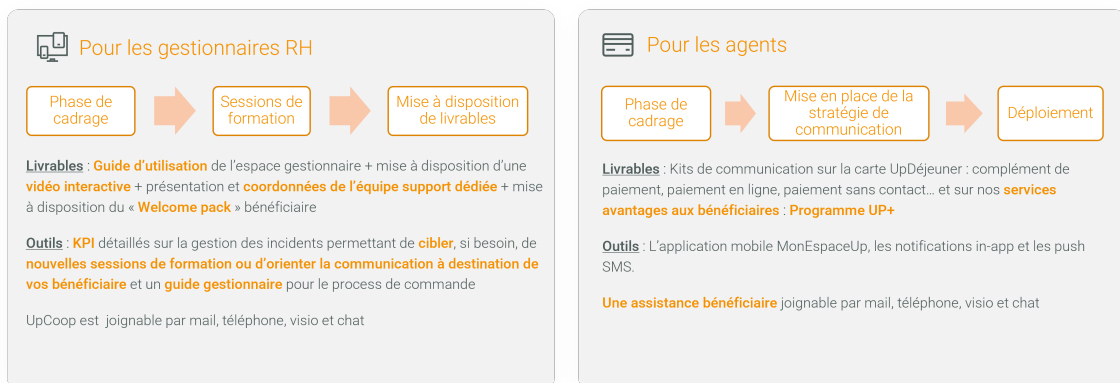 Pour les gestionnaires RH
Phase de
cadrage
Sessions de
formation
Mise à disposition
de livrables
Livrables : Guide d’utilisation de l’espace gestionnaire + mise à disposition d’une
vidéo interactive + présentation et coordonnées de l’équipe support dédiée + mise
à disposition du « Welcome pack » bénéficiaire
Outils : KPI détaillés sur la gestion des incidents permettant de cibler, si besoin, de
nouvelles sessions de formation ou d’orienter la communication à destination de
vos bénéficiaire et un guide gestionnaire pour le process de commande
UpCoop est joignable par mail, téléphone, visio et chat
Pour les agents
Phase de
cadrage
Mise en place de la
stratégie de
communication
Déploiement
Livrables : Kits de communication sur la carte UpDéjeuner : complément de
paiement, paiement en ligne, paiement sans contact… et sur nos services
avantages aux bénéficiaires : Programme UP+
Outils : L’application mobile MonEspaceUp, les notifications in-app et les push
SMS.
Une assistance bénéficiaire joignable par mail, téléphone, visio et chat